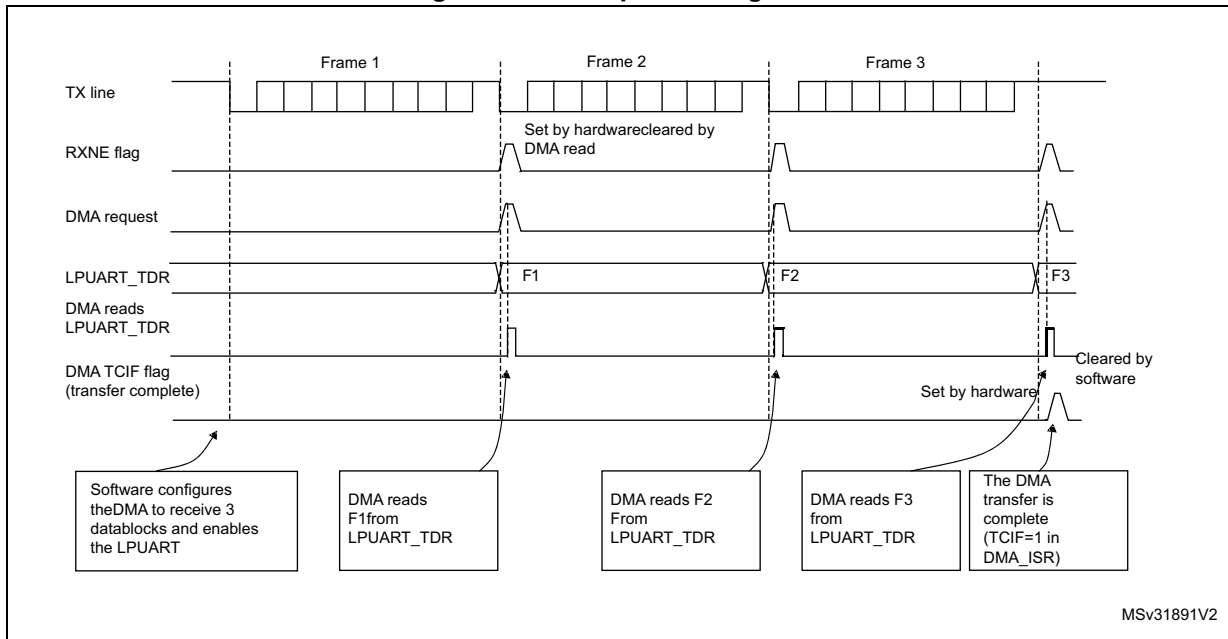 Frame 1
Frame 2
Frame 3
TX line
Set by hardwarecleared by
DMA read
RXNE flag
DMA request
LPUART_TDR
F1
F2
F3
DMA reads
LPUART_TDR
DMA TCIF flag
(transfer complete)
Set by hardware
Cleared by
software
Software configures
theDMA to receive 3
datablocks and enables
the LPUART
DMA reads
F1from
LPUART_TDR
DMA reads F2
From
LPUART_TDR
DMA reads F3
from
LPUART_TDR
The DMA
transfer is
complete
(TCIF=1 in
DMA_ISR)
MSv31891V2